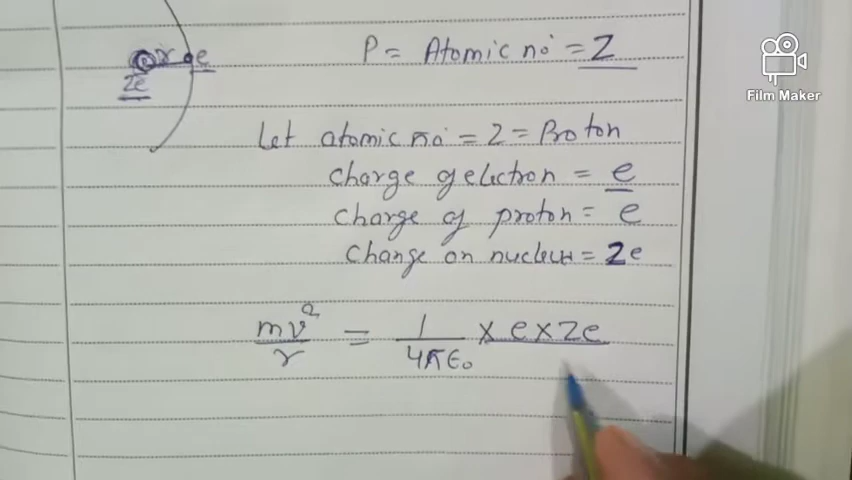 r e
Ze
P = Atomic no = Z
Film Maker
Let atomic no = Z = Proton
charge of electron = e
charge of proton = e
Charge on nucleus = Ze
mv² / r = 1 / 4πε₀ × e × Ze